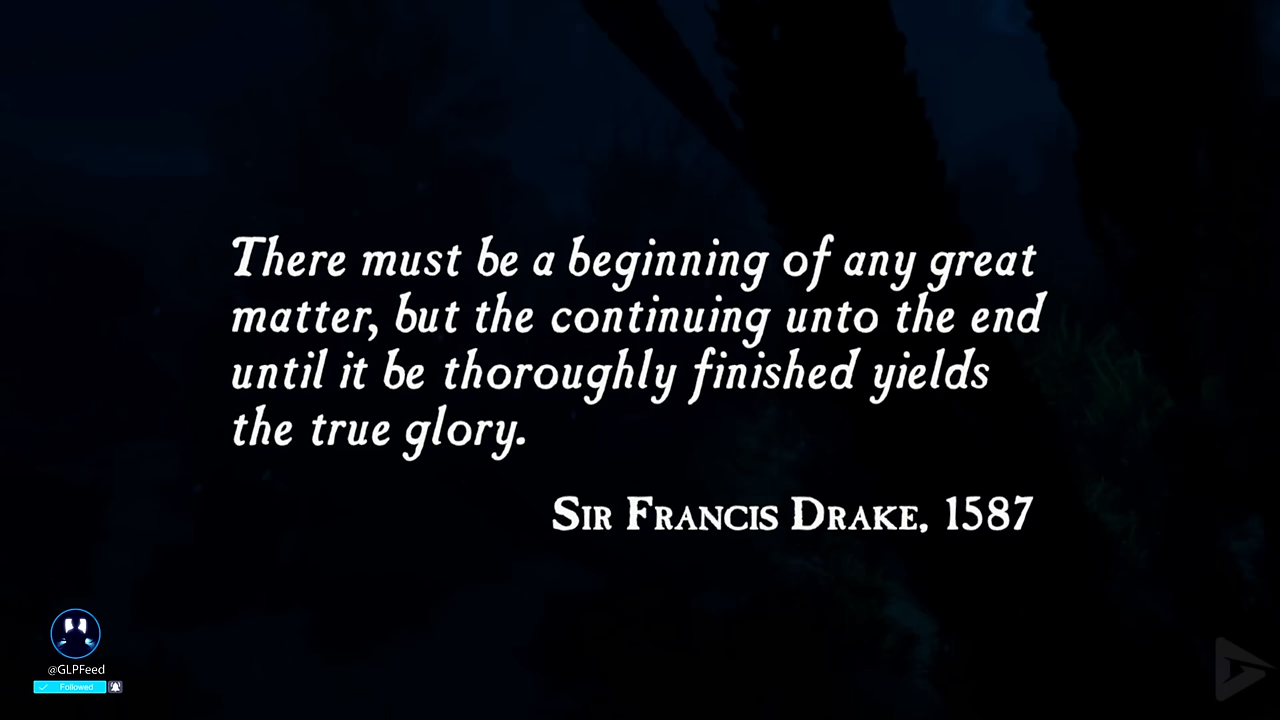 There must be a beginning of any great
matter, but the continuing unto the end
until it be thoroughly finished yields
the true glory.
Sir Francis Drake, 1587
@GLPFeed
Followed